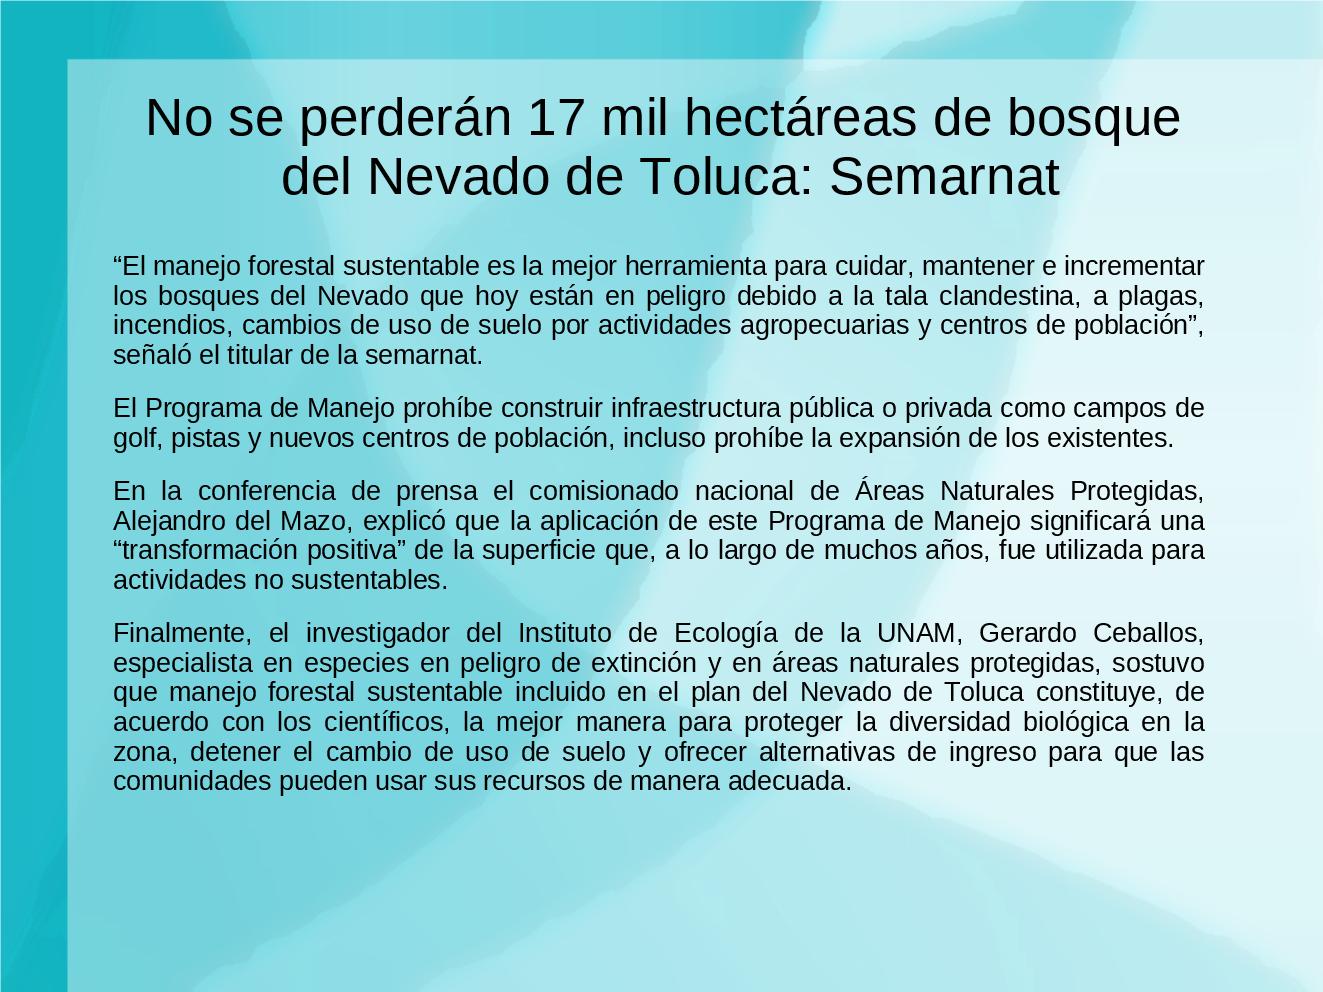 No se perderán 17 mil hectáreas de bosque
del Nevado de Toluca: Semarnat
“El manejo forestal sustentable es la mejor herramienta para cuidar, mantener e incrementar
los bosques del Nevado que hoy están en peligro debido a la tala clandestina, a plagas,
incendios, cambios de uso de suelo por actividades agropecuarias y centros de población”,
señaló el titular de la semarnat.
El Programa de Manejo prohíbe construir infraestructura pública o privada como campos de
golf, pistas y nuevos centros de población, incluso prohíbe la expansión de los existentes.
En la conferencia de prensa el comisionado nacional de Áreas Naturales Protegidas,
Alejandro del Mazo, explicó que la aplicación de este Programa de Manejo significará una
“transformación positiva” de la superficie que, a lo largo de muchos años, fue utilizada para
actividades no sustentables.
Finalmente, el investigador del Instituto de Ecología de la UNAM, Gerardo Ceballos,
especialista en especies en peligro de extinción y en áreas naturales protegidas, sostuvo
que manejo forestal sustentable incluido en el plan del Nevado de Toluca constituye, de
acuerdo con los científicos, la mejor manera para proteger la diversidad biológica en la
zona, detener el cambio de uso de suelo y ofrecer alternativas de ingreso para que las
comunidades pueden usar sus recursos de manera adecuada.